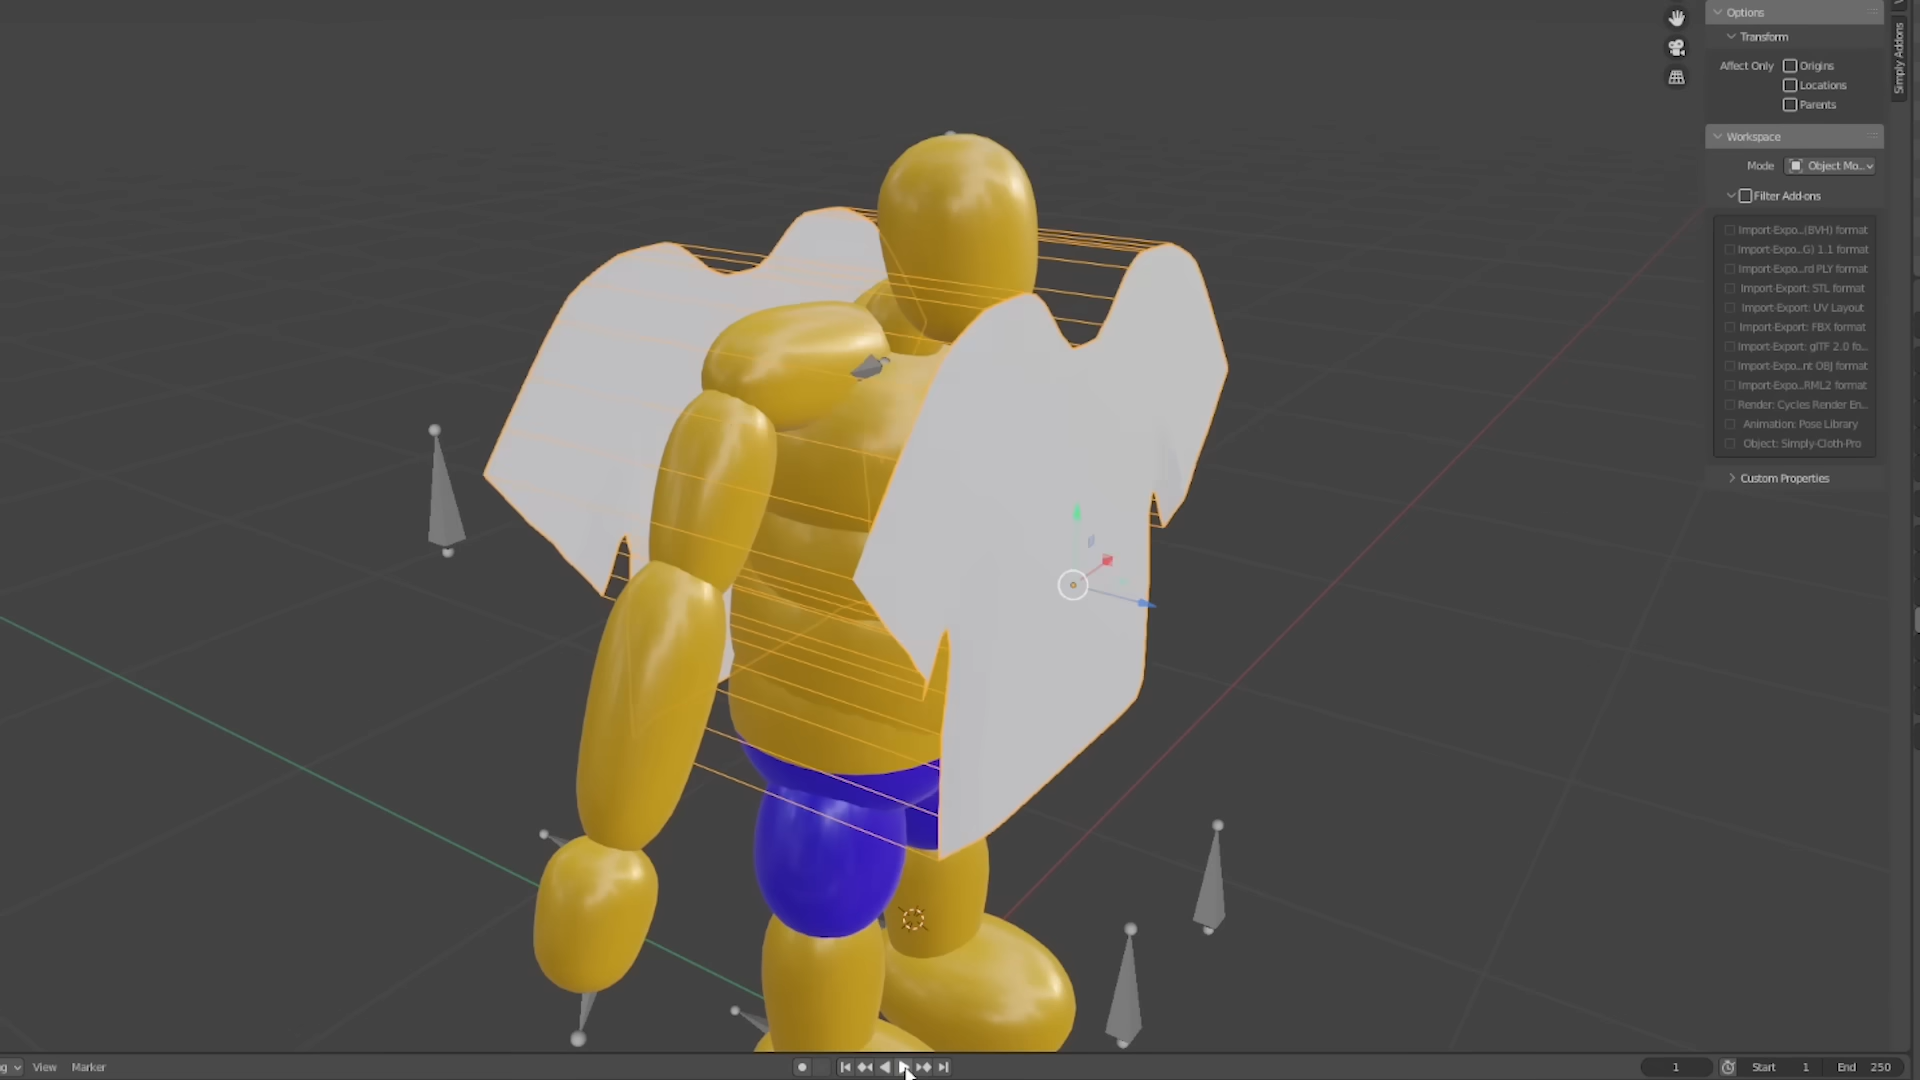 Options
Transform
Affect Only
Origins
Locations
Parents
Workspace
Mode
Object Mo...
Filter Add-ons
Import-Expo...(BVH) format
Import-Expo...G) 1.1 format
Import-Expo...rd PLY format
Import-Export: STL format
Import-Export: UV Layout
Import-Export: FBX format
Import-Export: glTF 2.0 fo...
Import-Expo...nt OBJ format
Import-Expo...RML2 format
Render: Cycles Render En...
Animation: Pose Library
Object: Simply-Cloth-Pro
Custom Properties
Simply Addons
g
View
Marker
1
Start 1
End 250